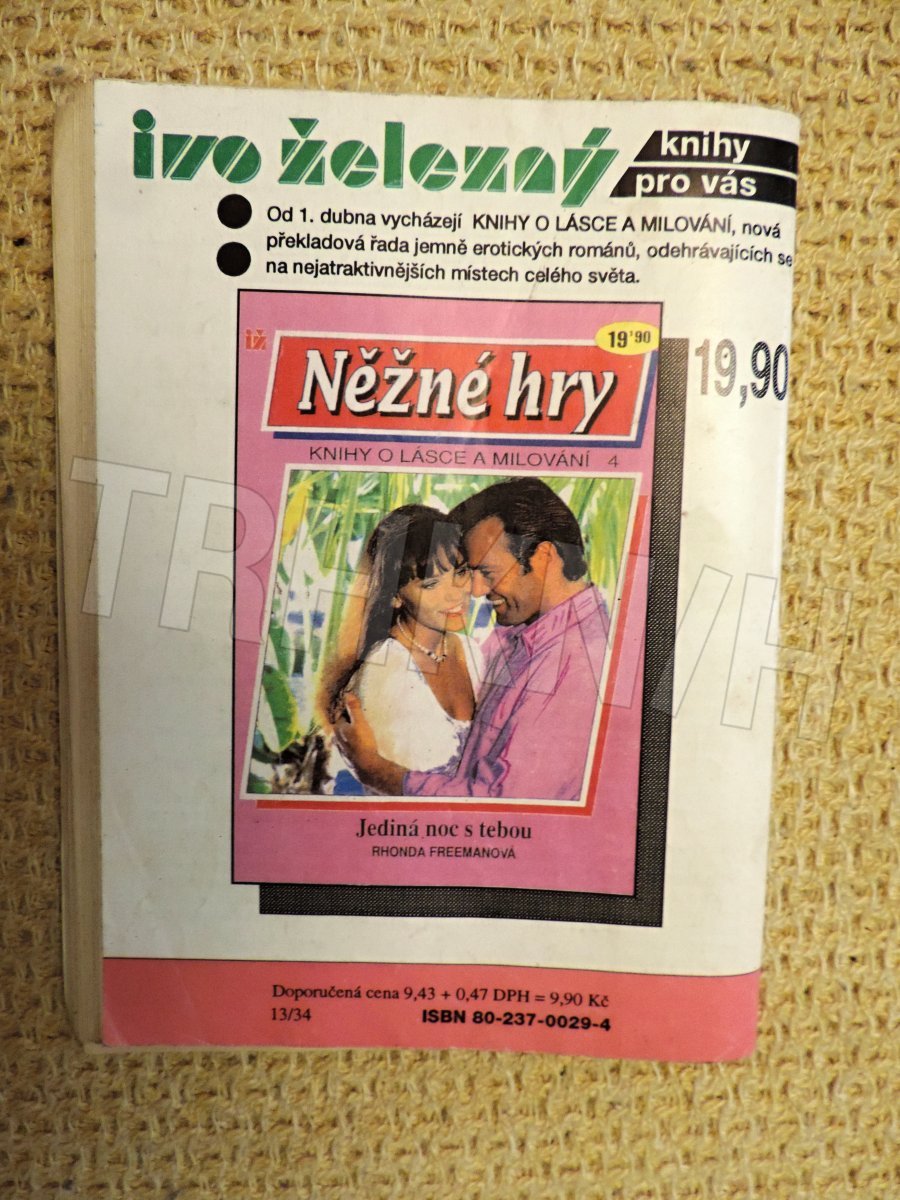 ivo železný
knihy
pro vás
Od 1. dubna vycházejí KNIHY O LÁSCE A MILOVÁNÍ, nová
překladová řada jemně erotických románů, odehrávajících se
na nejatraktivnějších místech celého světa.
iž
19'90
Něžné hry
19,90
KNIHY O LÁSCE A MILOVÁNÍ 4
Jediná noc s tebou
RHONDA FREEMANOVÁ
Doporučená cena 9,43 + 0,47 DPH = 9,90 Kč
13/34
ISBN 80-237-0029-4